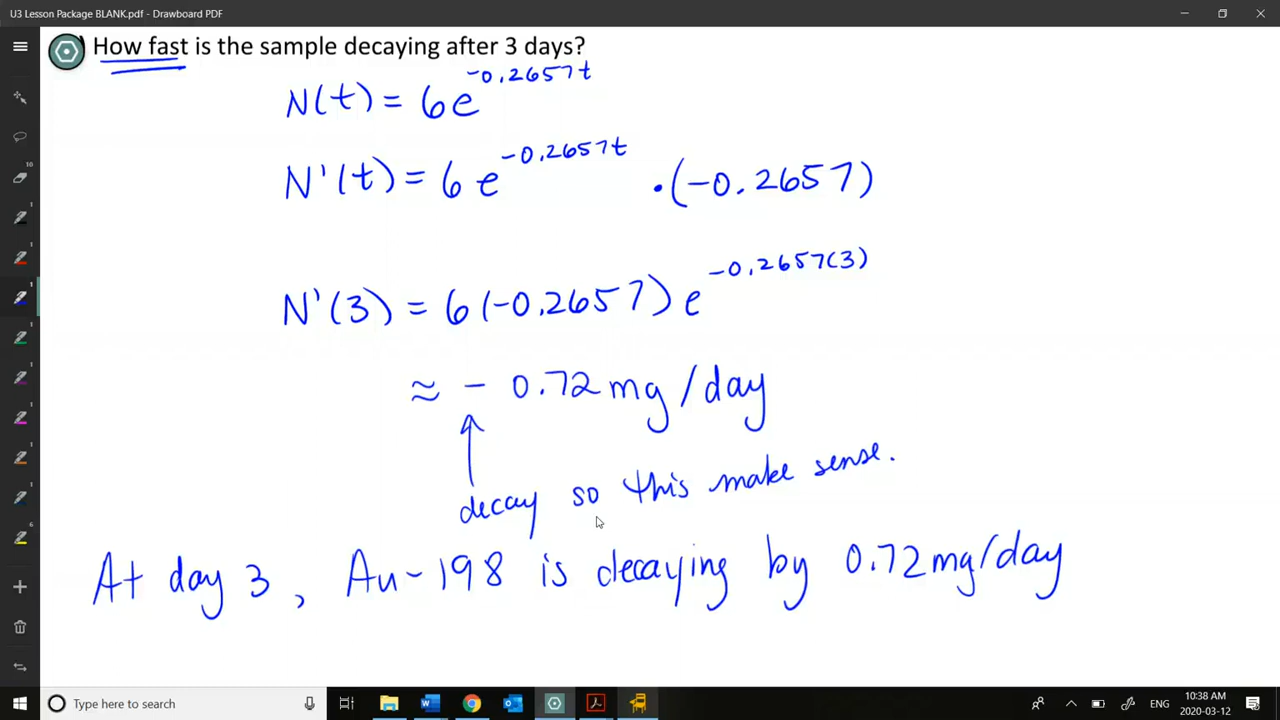 U3 Lesson Package BLANK.pdf - Drawboard PDF
How fast is the sample decaying after 3 days?
N(t) = 6e^-0.2657t
N'(t) = 6e^-0.2657t •(-0.2657)
N'(3) = 6(-0.2657)e^-0.2657(3)
≈ - 0.72mg/day
decay so this make sense.
At day 3, Au-198 is decaying by 0.72mg/day
Type here to search
ENG
10:38 AM
2020-03-12